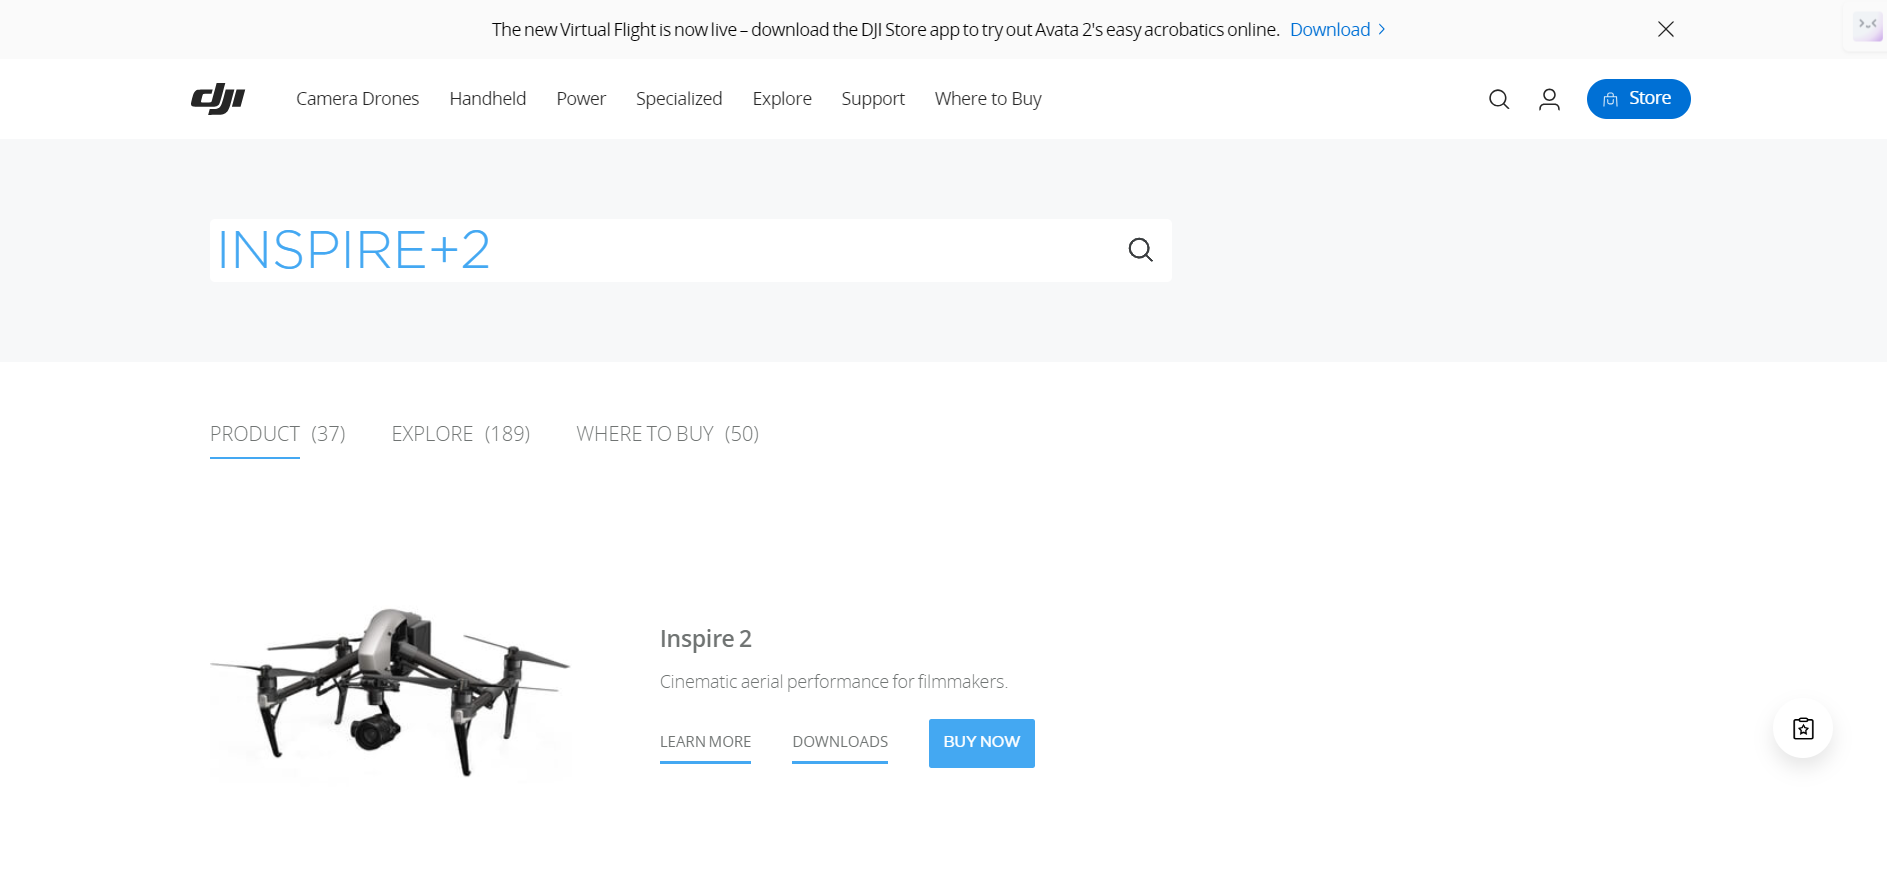 The new Virtual Flight is now live – download the DJI Store app to try out Avata 2's easy acrobatics online. Download
dji Camera Drones Handheld Power Specialized Explore Support Where to Buy Store
INSPIRE+2
PRODUCT (37) EXPLORE (189) WHERE TO BUY (50)
Inspire 2
Cinematic aerial performance for filmmakers.
LEARN MORE DOWNLOADS BUY NOW